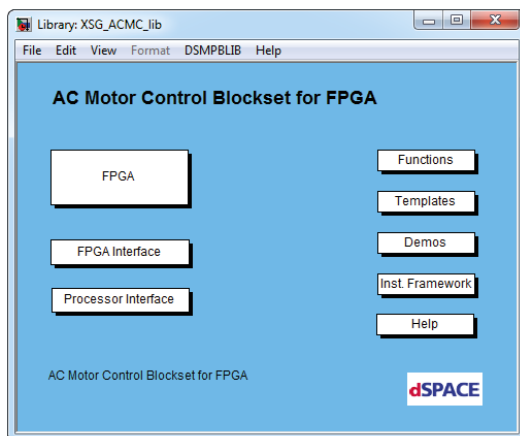 Library: XSG_ACMC_lib
File Edit View Format DSMPBLIB Help
AC Motor Control Blockset for FPGA
FPGA
FPGA Interface
Processor Interface
Functions
Templates
Demos
Inst. Framework
Help
AC Motor Control Blockset for FPGA
dSPACE